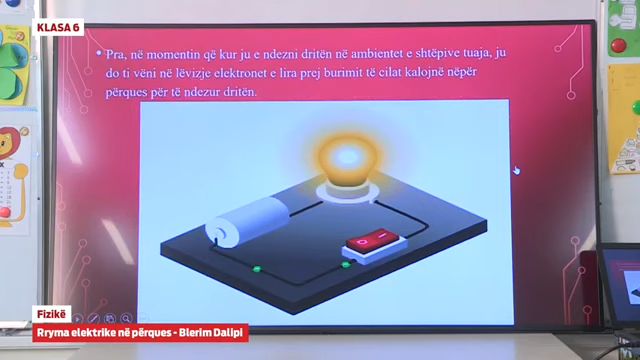 KLASA 6
• Pra, në momentin që kur ju e ndezni dritën në ambientet e shtëpive tuaja, ju
do ti vëni në lëvizje elektronet e lira prej burimit të cilat kalojnë nëpër
përques për të ndezur dritën.
Fizikë
Rryma elektrike në përques - Blerim Dalipi